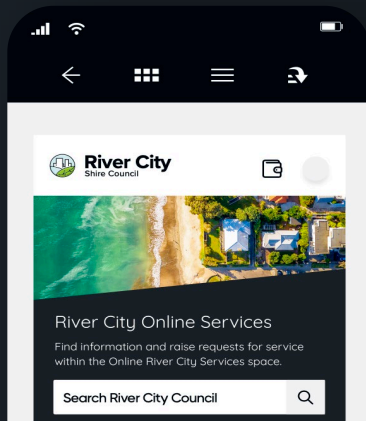 River City
Shire Council
River City Online Services
Find information and raise requests for service
within the Online River City Services space.
Search River City Council